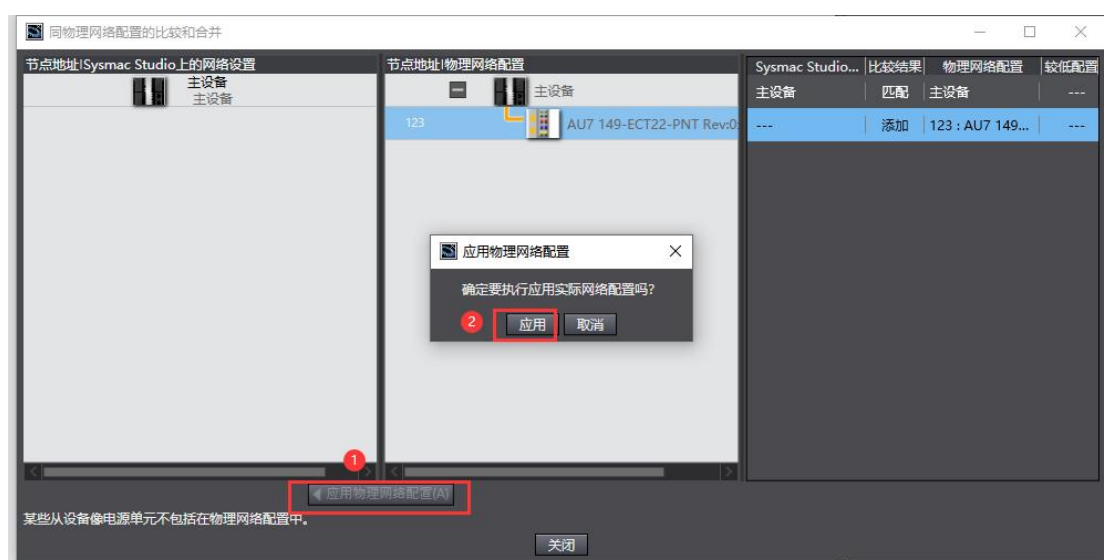 同物理网络配置的比较和合并
节点地址|Sysmac Studio上的网络设置
主设备
主设备
节点地址|物理网络配置
主设备
123 AU7 149-ECT22-PNT Rev:0
Sysmac Studio... 比较结果 物理网络配置 较低配置
主设备 匹配 主设备 ---
--- 添加 123 : AU7 149... ---
应用物理网络配置
确定要执行应用实际网络配置吗?
2 应用 取消
1
应用物理网络配置(A)
某些从设备像电源单元不包括在物理网络配置中。
关闭